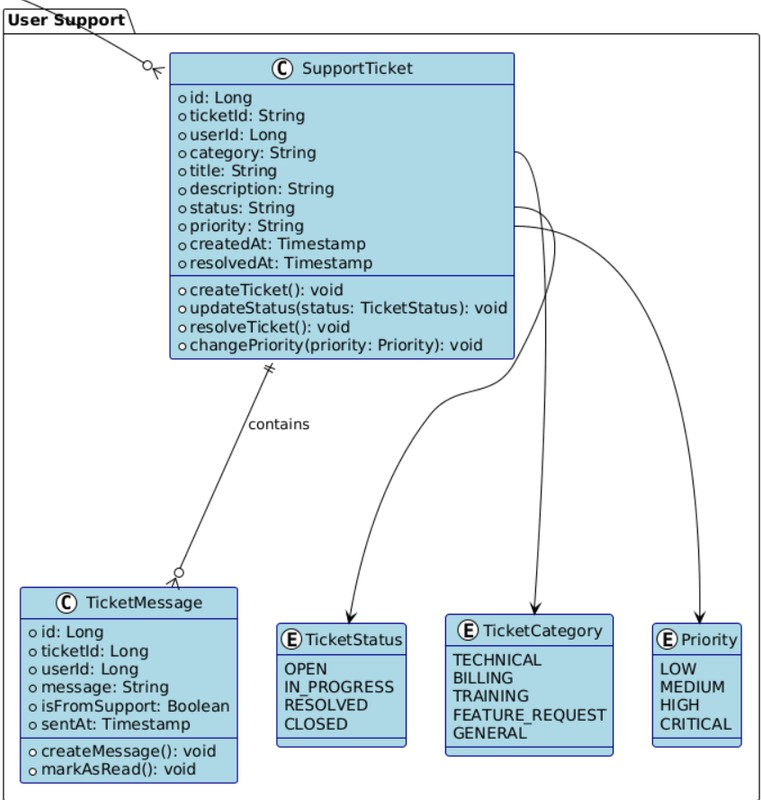 User Support
C SupportTicket
id: Long
ticketId: String
userId: Long
category: String
title: String
description: String
status: String
priority: String
createdAt: Timestamp
resolvedAt: Timestamp
createTicket(): void
updateStatus(status: TicketStatus): void
resolveTicket(): void
changePriority(priority: Priority): void
contains
C TicketMessage
id: Long
ticketId: Long
userId: Long
message: String
isFromSupport: Boolean
sentAt: Timestamp
createMessage(): void
markAsRead(): void
E TicketStatus
OPEN
IN_PROGRESS
RESOLVED
CLOSED
E TicketCategory
TECHNICAL
BILLING
TRAINING
FEATURE_REQUEST
GENERAL
E Priority
LOW
MEDIUM
HIGH
CRITICAL